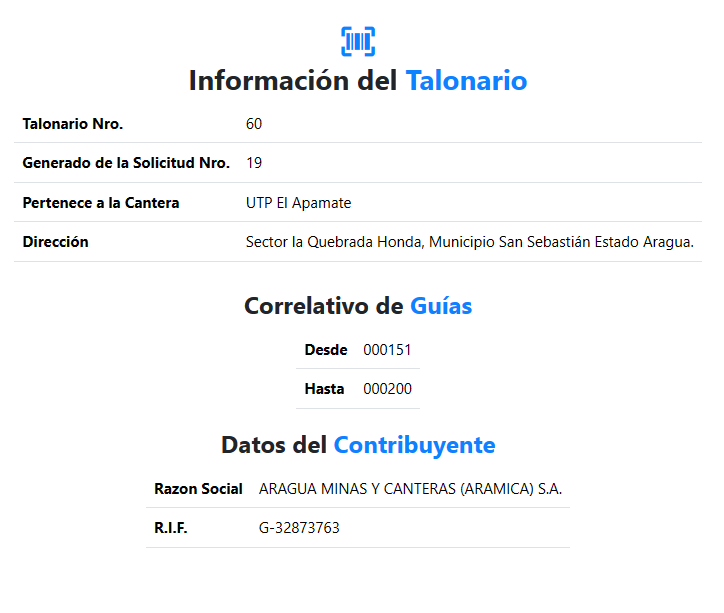 Información del Talonario
Talonario Nro. 60
Generado de la Solicitud Nro. 19
Pertenece a la Cantera UTP El Apamate
Dirección Sector la Quebrada Honda, Municipio San Sebastián Estado Aragua.
Correlativo de Guías
Desde 000151
Hasta 000200
Datos del Contribuyente
Razon Social ARAGUA MINAS Y CANTERAS (ARAMICA) S.A.
R.I.F. G-32873763